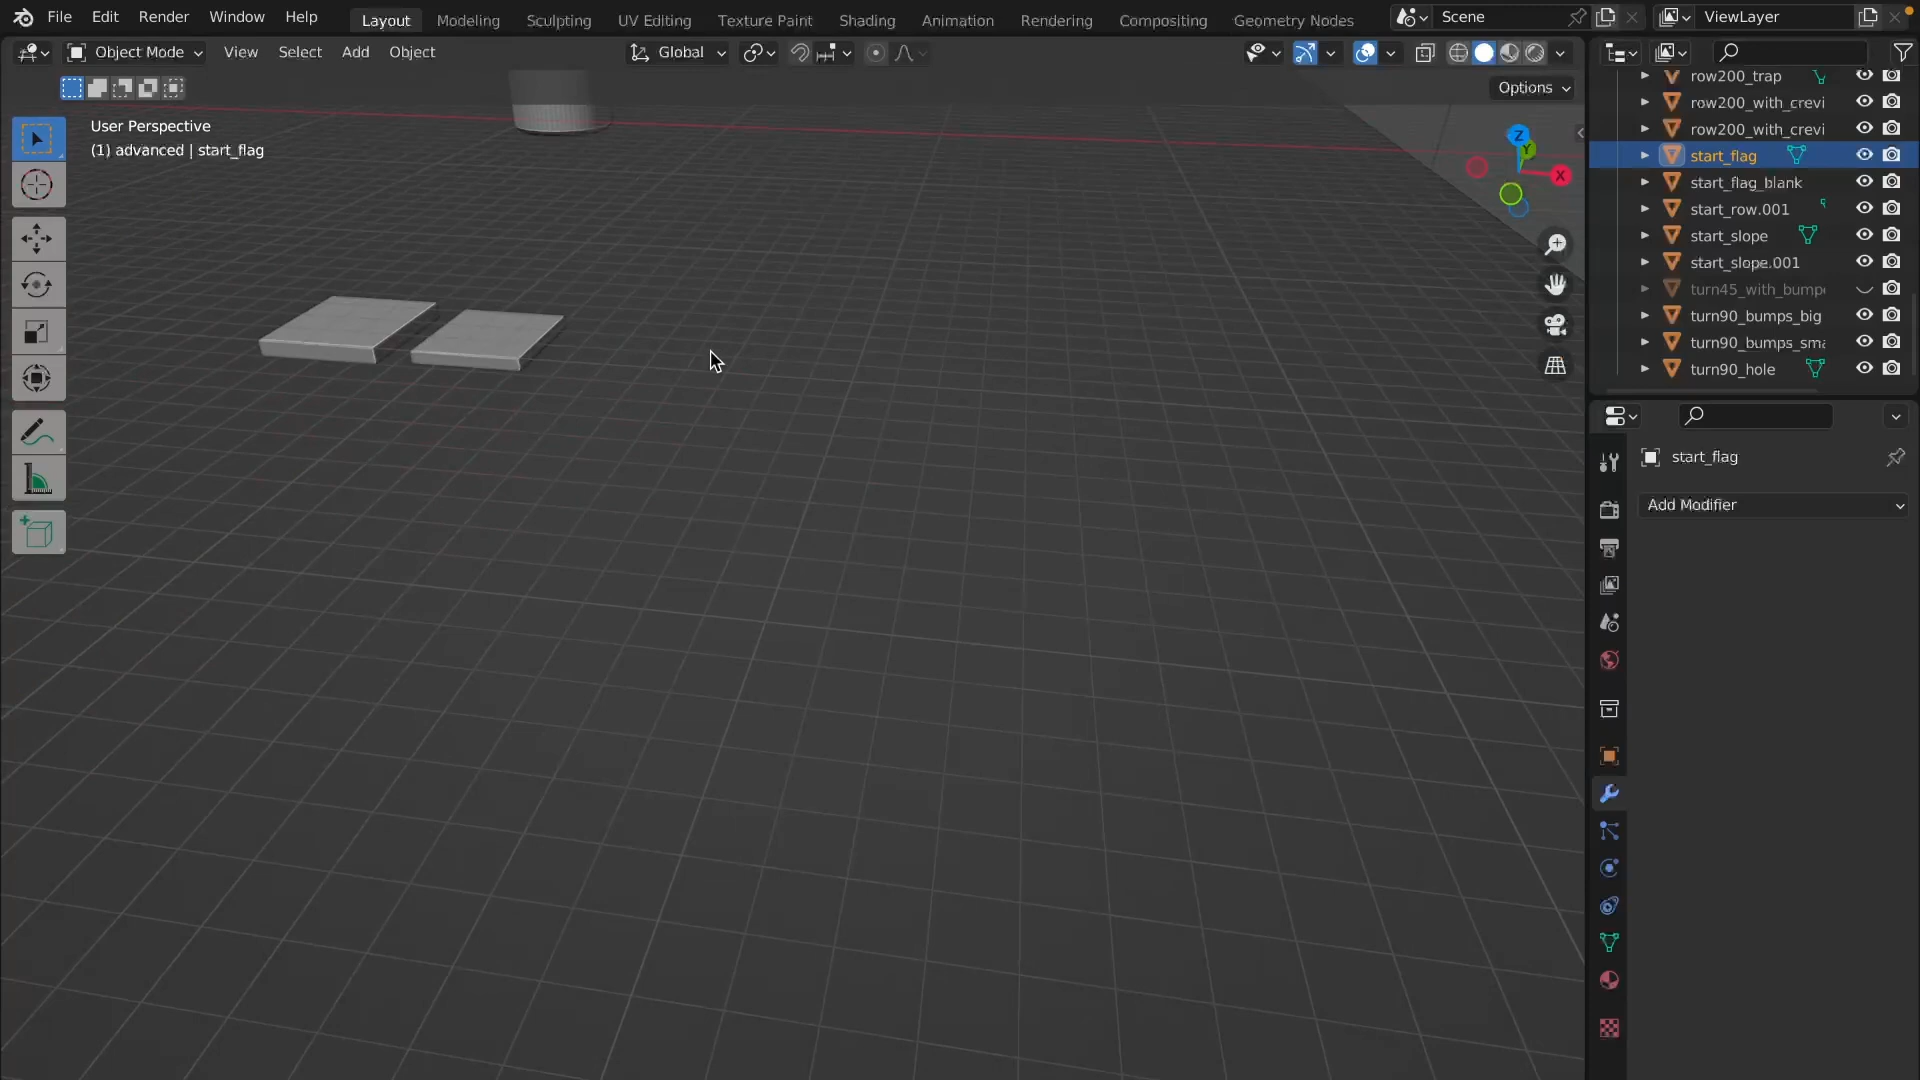 File Edit Render Window Help Layout Modeling Sculpting UV Editing Texture Paint Shading Animation Rendering Compositing Geometry Nodes Scene ViewLayer
Object Mode View Select Add Object Global
Options
User Perspective
(1) advanced | start_flag
Z
Y
X
row200_trap
row200_with_crevi
row200_with_crevi
start_flag
start_flag_blank
start_row.001
start_slope
start_slope.001
turn45_with_bump
turn90_bumps_big
turn90_bumps_sma
turn90_hole
start_flag
Add Modifier